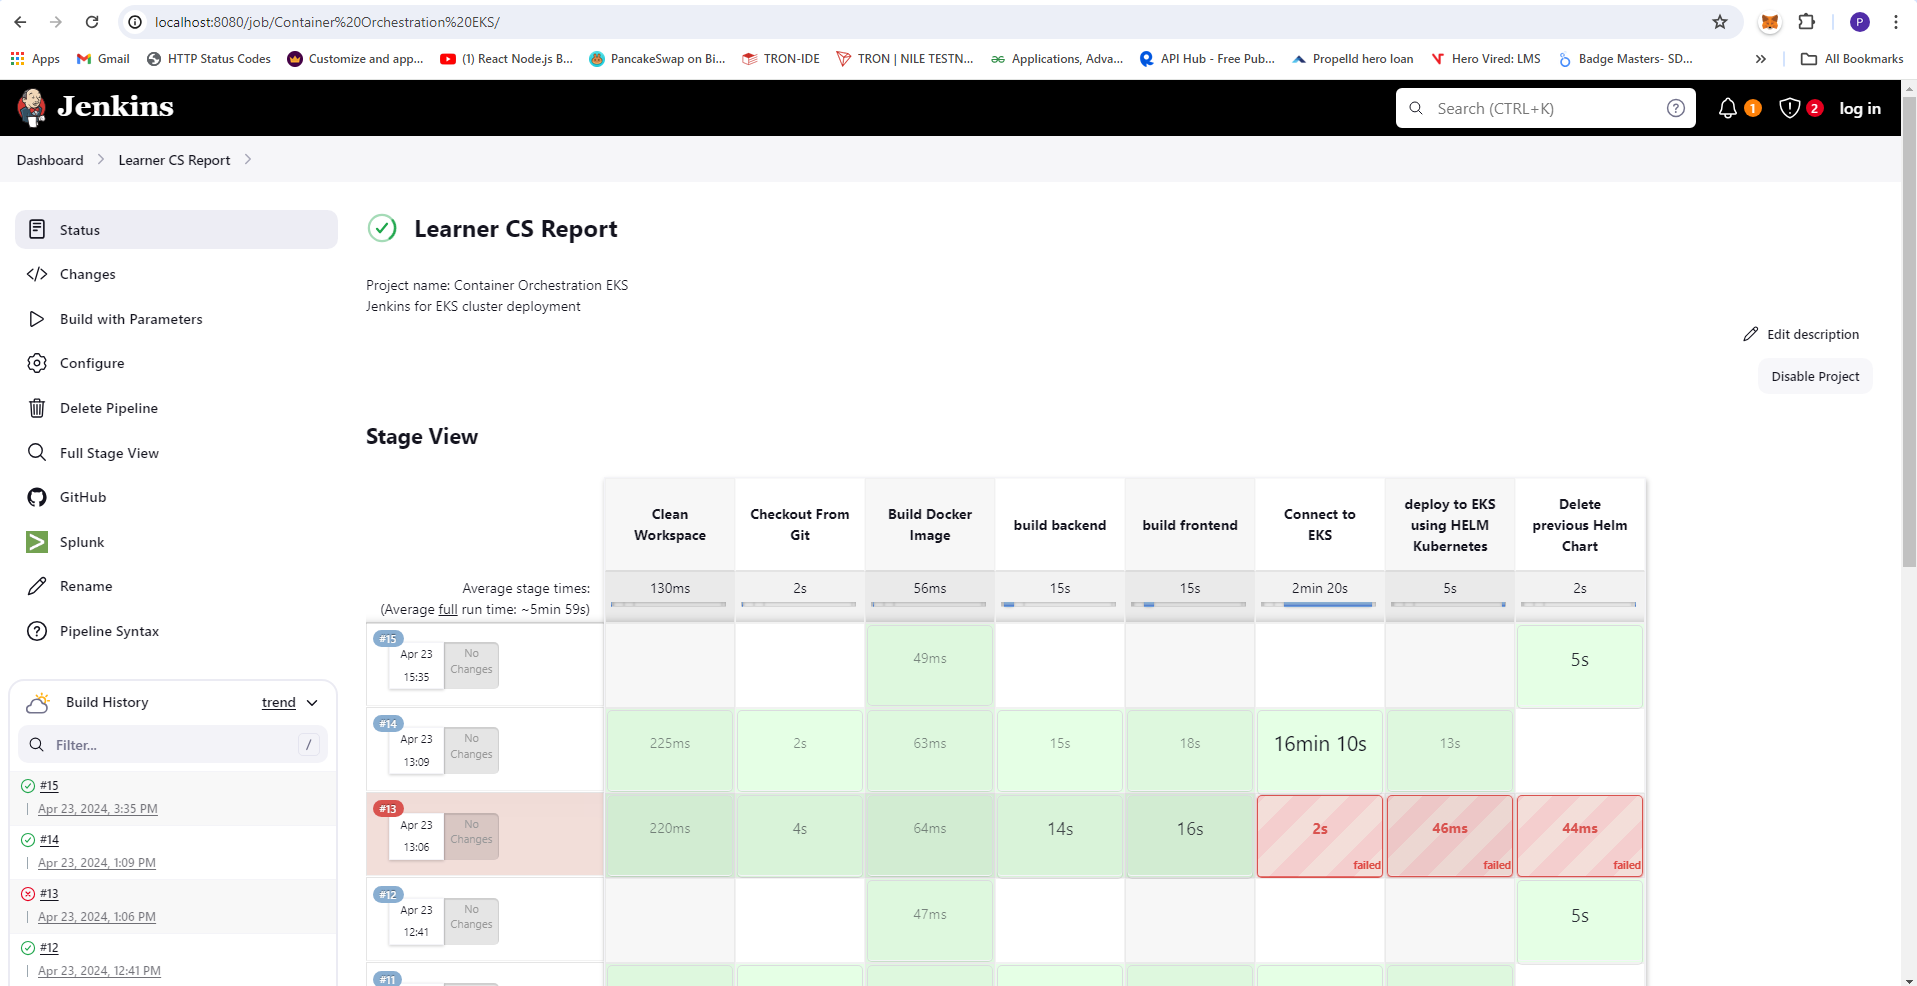 localhost:8080/job/Container%20Orchestration%20EKS/
P
Apps
Gmail
HTTP Status Codes
Customize and app...
(1) React Node.js B...
PancakeSwap on Bi...
TRON-IDE
TRON | NILE TESTN...
Applications, Adva...
API Hub - Free Pub...
Propelld hero loan
Hero Vired: LMS
Badge Masters- SD...
»
All Bookmarks
Jenkins
Search (CTRL+K)
1
2
log in
Dashboard
Learner CS Report
Status
Changes
Build with Parameters
Configure
Delete Pipeline
Full Stage View
GitHub
Splunk
Rename
Pipeline Syntax
Build History
trend
Filter...
/
#15
Apr 23, 2024, 3:35 PM
#14
Apr 23, 2024, 1:09 PM
#13
Apr 23, 2024, 1:06 PM
#12
Apr 23, 2024, 12:41 PM
Learner CS Report
Project name: Container Orchestration EKS
Jenkins for EKS cluster deployment
Edit description
Disable Project
Stage View
Clean
Workspace
Checkout From
Git
Build Docker
Image
build backend
build frontend
Connect to
EKS
deploy to EKS
using HELM
Kubernetes
Delete
previous Helm
Chart
Average stage times:
(Average full run time: ~5min 59s)
130ms
2s
56ms
15s
15s
2min 20s
5s
2s
#15
Apr 23
15:35
No
Changes
49ms
5s
#14
Apr 23
13:09
No
Changes
225ms
2s
63ms
15s
18s
16min 10s
13s
#13
Apr 23
13:06
No
Changes
220ms
4s
64ms
14s
16s
2s
failed
46ms
failed
44ms
failed
#12
Apr 23
12:41
No
Changes
47ms
5s
#11